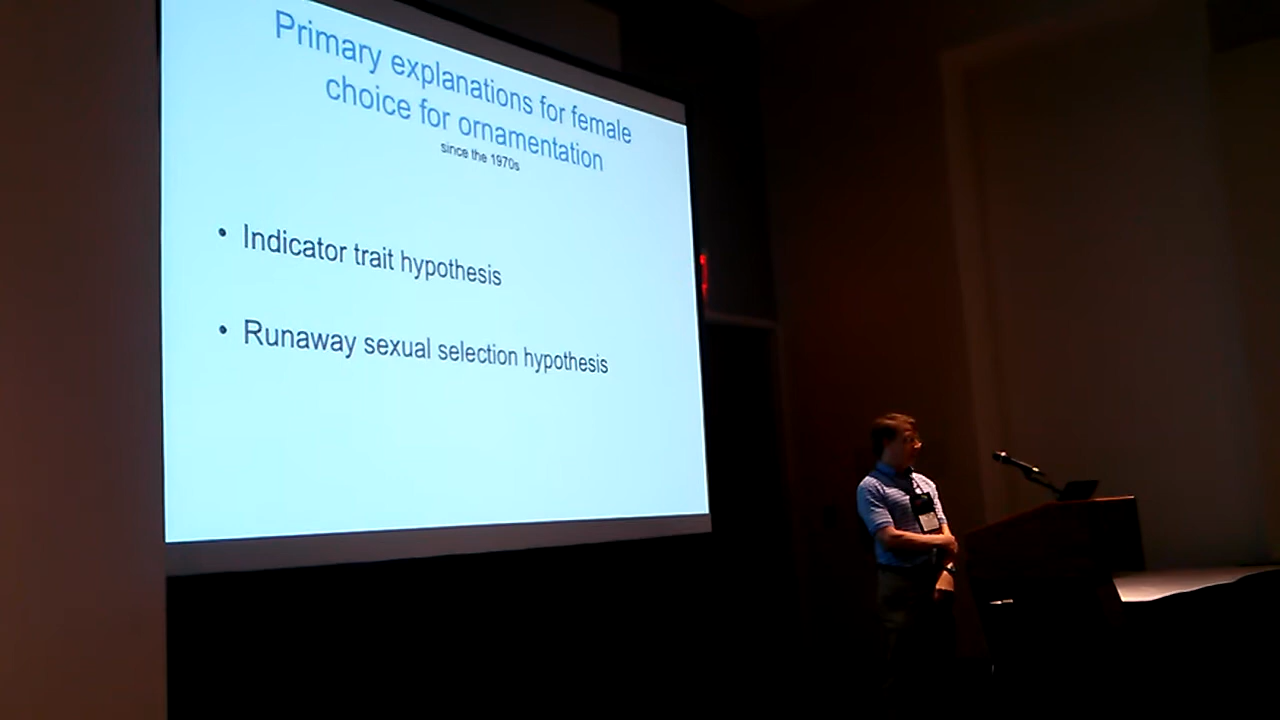 Primary explanations for female
choice for ornamentation
since the 1970s
• Indicator trait hypothesis
• Runaway sexual selection hypothesis